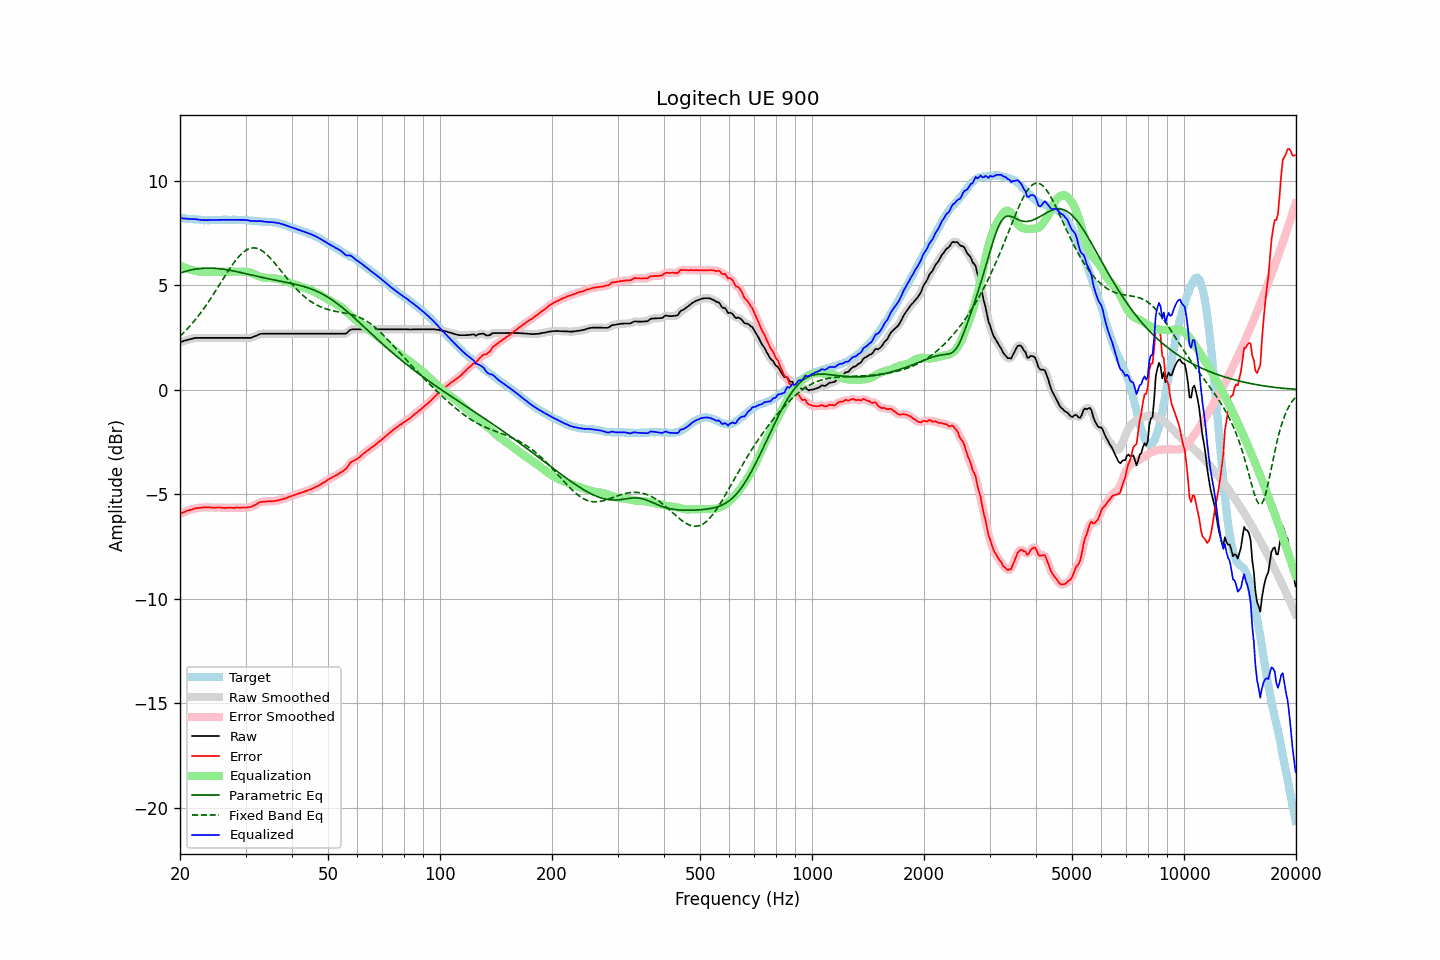 Logitech UE 900
Amplitude (dBr)
10
5
0
−5
−10
−15
−20
Target
Raw Smoothed
Error Smoothed
Raw
Error
Equalization
Parametric Eq
Fixed Band Eq
Equalized
20 50 100 200 500 1000 2000 5000 10000 20000
Frequency (Hz)